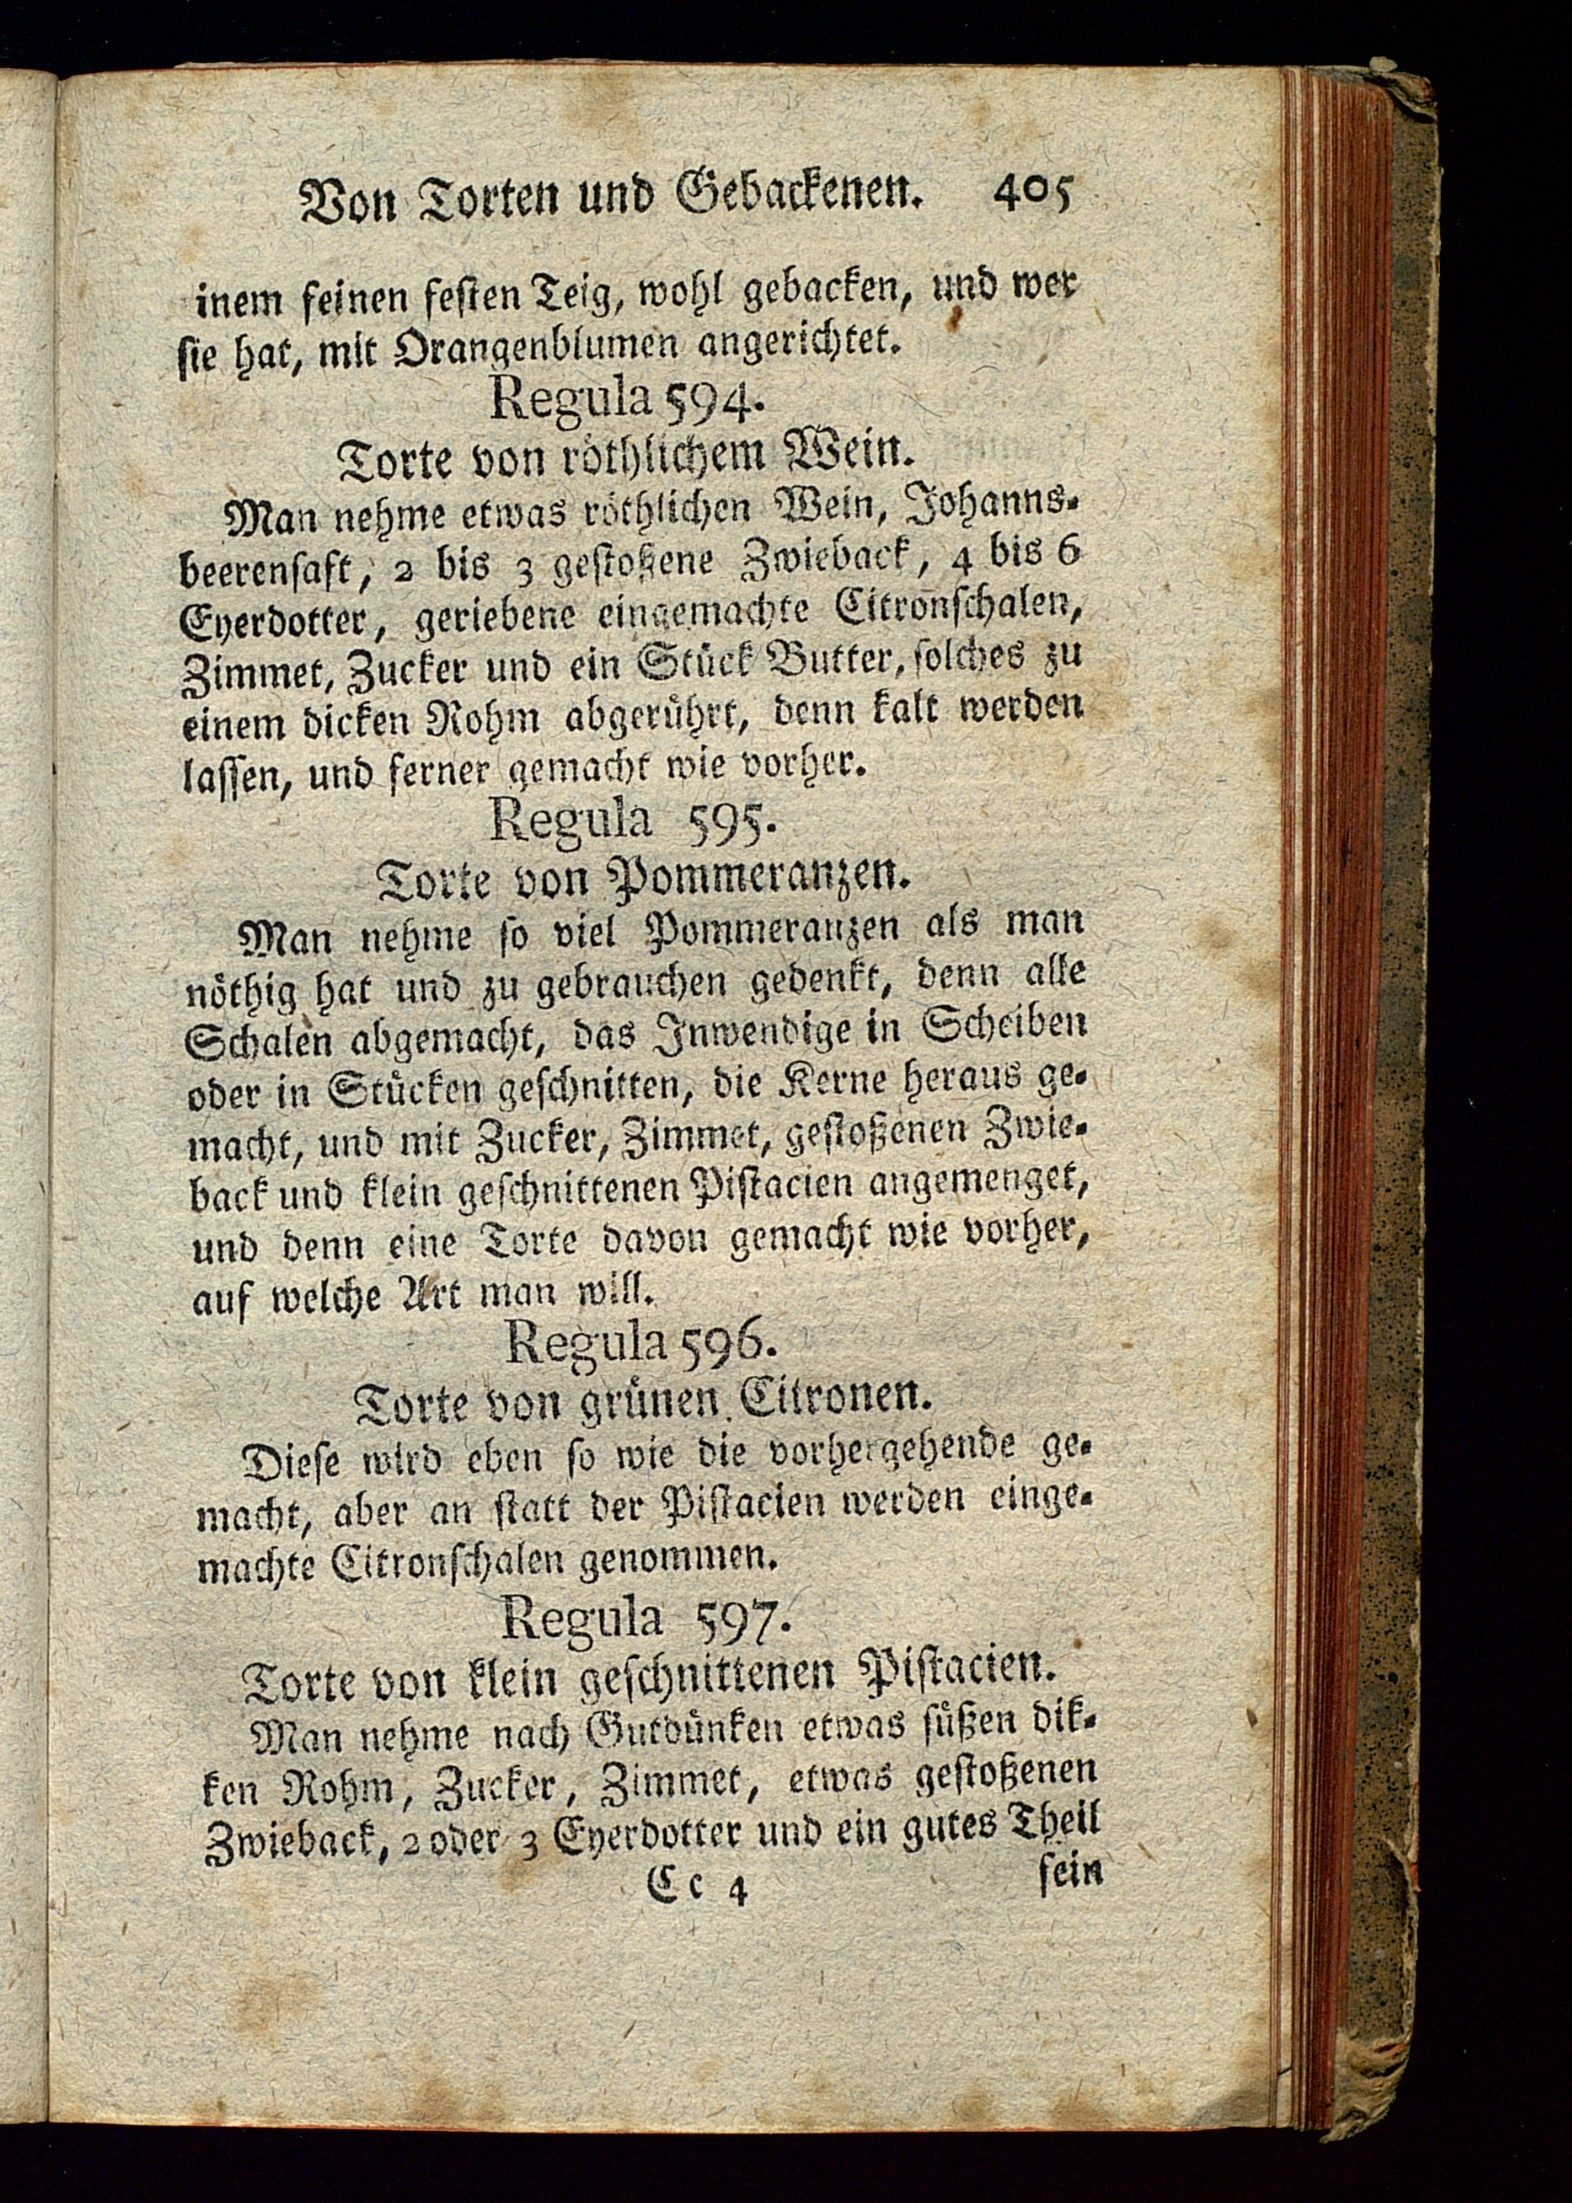 Von Torten und Gebackenen. 405
inem feinen festen Teig, wohl gebacken, und wer
sie hat, mit Orangenblumen angerichtet.
Regula 594.
Torte von röthlichem Wein.
Man nehme etwas röthlichen Wein, Johanns-
beerensaft, 2 bis 3 gestoßene Zwieback, 4 bis 6
Eyerdotter, geriebene eingemachte Citronschalen,
Zimmet, Zucker und ein Stück Butter, solches zu
einem dicken Rohm abgerührt, denn kalt werden
lassen, und ferner gemacht wie vorher.
Regula 595.
Torte von Pommeranzen.
Man nehme so viel Pommeranzen als man
nöthig hat und zu gebrauchen gedenkt, denn alle
Schalen abgemacht, das Inwendige in Scheiben
oder in Stücken geschnitten, die Kerne heraus ge-
macht, und mit Zucker, Zimmet, gestoßenen Zwie-
back und klein geschnittenen Pistacien angemenget,
und denn eine Torte davon gemacht wie vorher,
auf welche Art man will.
Regula 596.
Torte von grünen Citronen.
Diese wird eben so wie die vorhergehende ge-
macht, aber an statt der Pistacien werden einge-
machte Citronschalen genommen.
Regula 597.
Torte von klein geschnittenen Pistacien.
Man nehme nach Gutdünken etwas süßen dik-
ken Rohm, Zucker, Zimmet, etwas gestoßenen
Zwieback, 2 oder 3 Eyerdotter und ein gutes Theil
Cc 4 fein